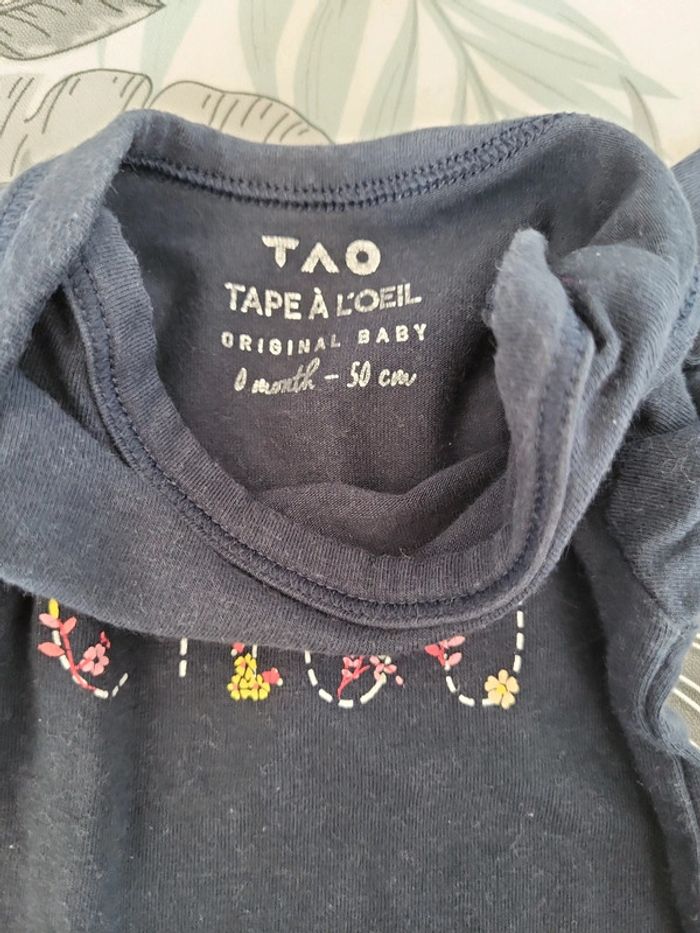 TAO
TAPE À L'OEIL
ORIGINAL BABY
0 month - 50 cm